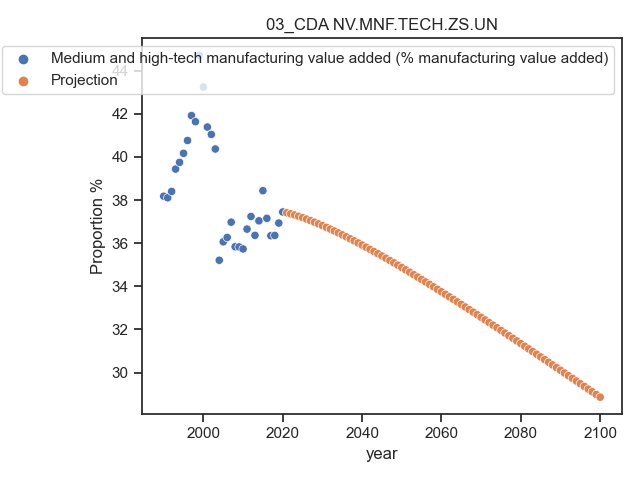 03_CDA NV.MNF.TECH.ZS.UN
Medium and high-tech manufacturing value added (% manufacturing value added)
Projection
44
42
40
38
36
34
32
30
Proportion %
2000
2020
2040
2060
2080
2100
year